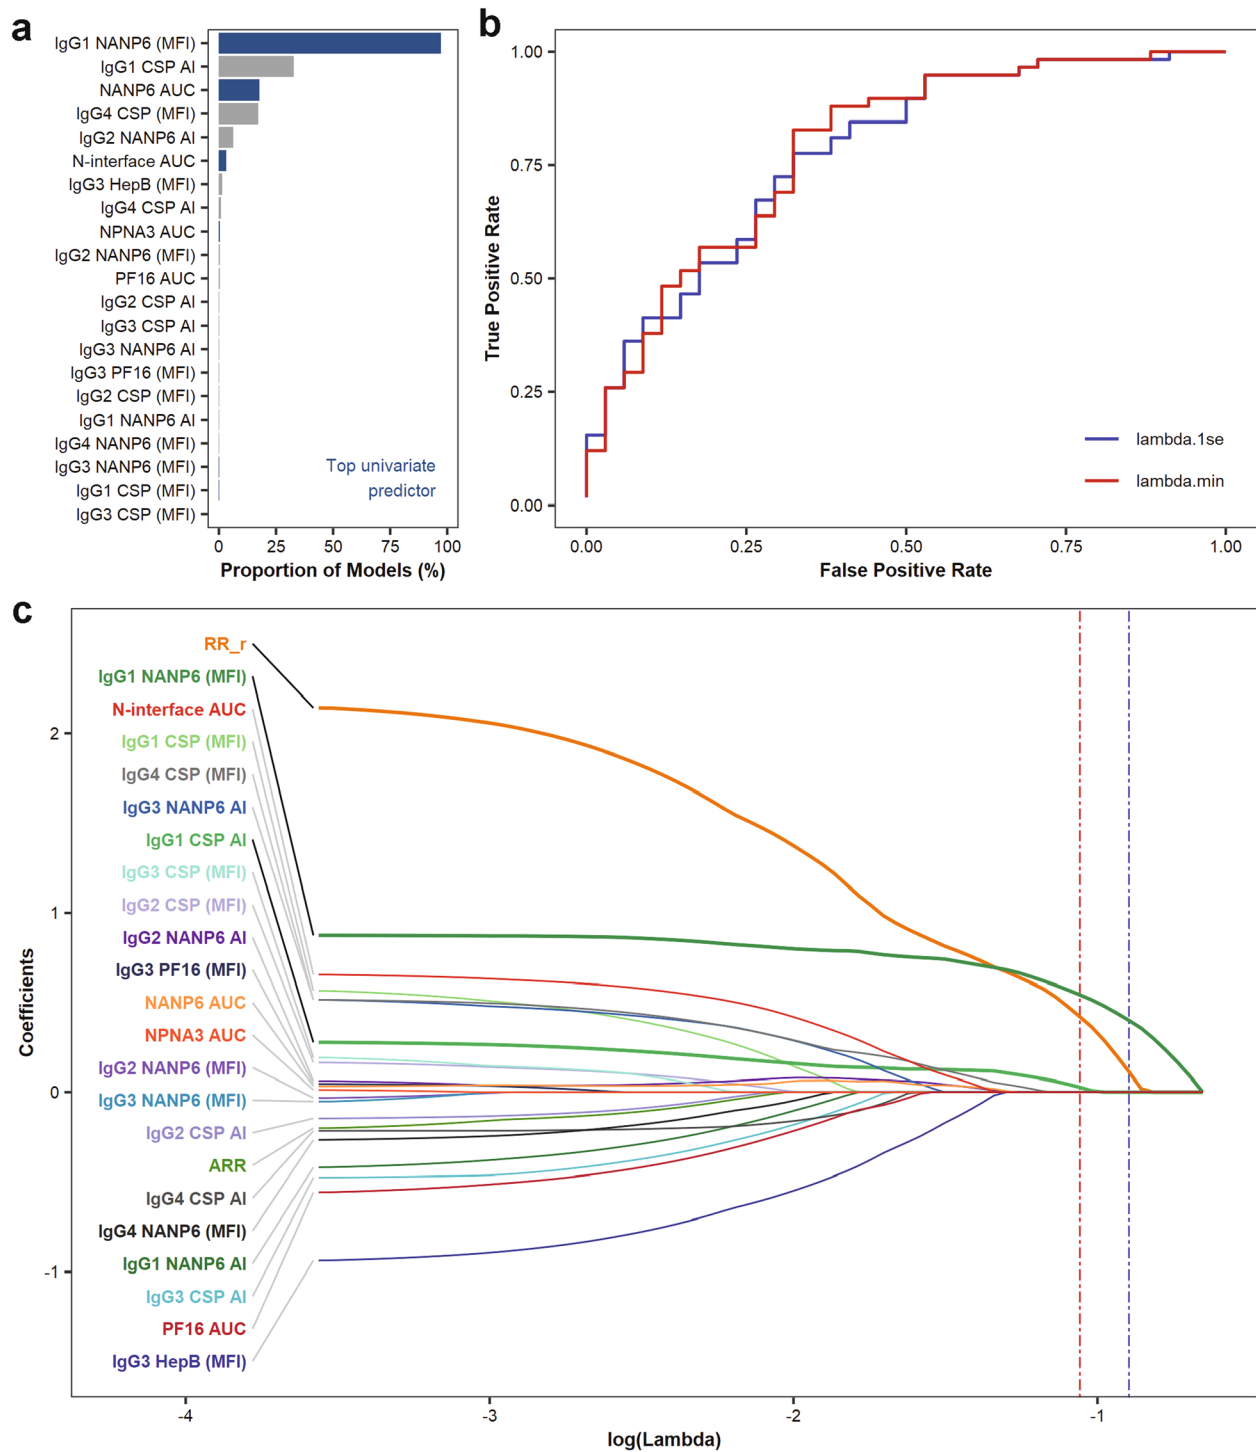 a
IgG1 NANP6 (MFI)
IgG1 CSP AI
NANP6 AUC
IgG4 CSP (MFI)
IgG2 NANP6 AI
N-interface AUC
IgG3 HepB (MFI)
IgG4 CSP AI
NPNA3 AUC
IgG2 NANP6 (MFI)
PF16 AUC
IgG2 CSP AI
IgG3 CSP AI
IgG3 NANP6 AI
IgG3 PF16 (MFI)
IgG2 CSP (MFI)
IgG1 NANP6 AI
IgG4 NANP6 (MFI)
IgG3 NANP6 (MFI)
IgG1 CSP (MFI)
IgG3 CSP (MFI)
Top univariate
predictor
0 25 50 75 100
Proportion of Models (%)
b
True Positive Rate
1.00
0.75
0.50
0.25
0.00
lambda.1se
lambda.min
0.00 0.25 0.50 0.75 1.00
False Positive Rate
c
Coefficients
2
1
0
-1
RR_r
IgG1 NANP6 (MFI)
N-interface AUC
IgG1 CSP (MFI)
IgG4 CSP (MFI)
IgG3 NANP6 AI
IgG1 CSP AI
IgG3 CSP (MFI)
IgG2 CSP (MFI)
IgG2 NANP6 AI
IgG3 PF16 (MFI)
NANP6 AUC
NPNA3 AUC
IgG2 NANP6 (MFI)
IgG3 NANP6 (MFI)
IgG2 CSP AI
ARR
IgG4 CSP AI
IgG4 NANP6 (MFI)
IgG1 NANP6 AI
IgG3 CSP AI
PF16 AUC
IgG3 HepB (MFI)
-4 -3 -2 -1
log(Lambda)